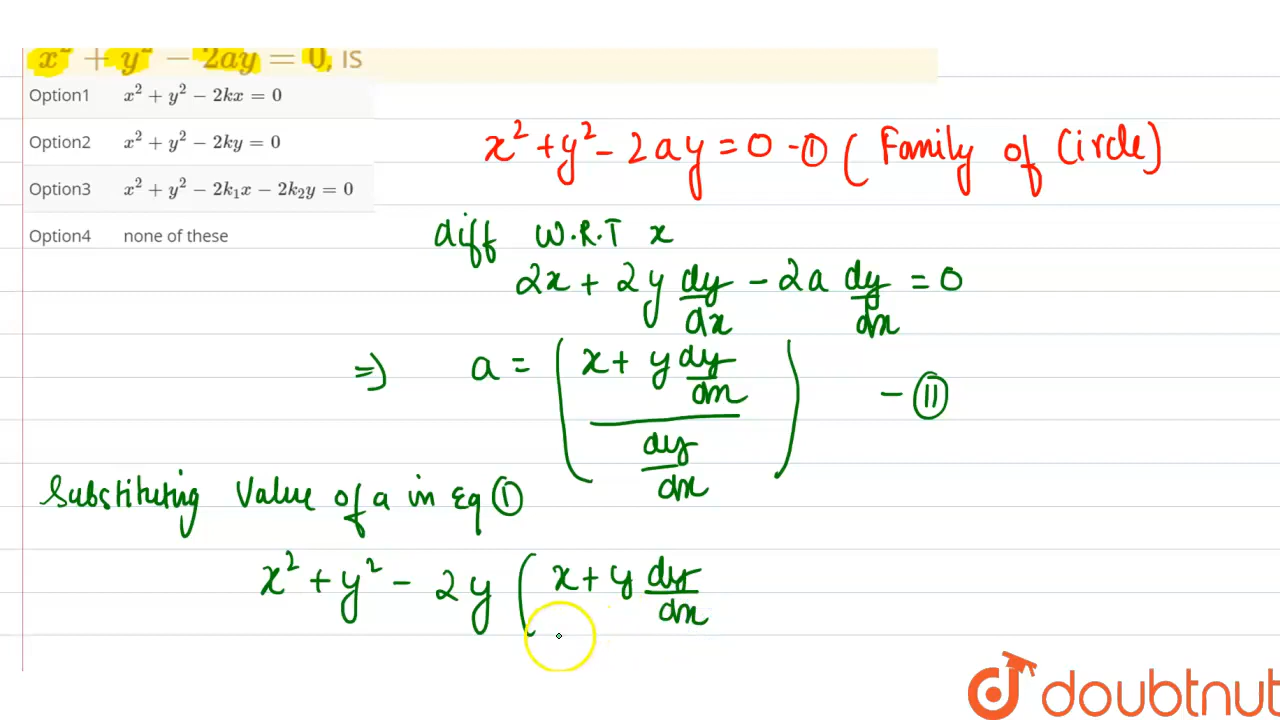 x² + y² − 2ay = 0, is
Option1 x² + y² − 2kx = 0
Option2 x² + y² − 2ky = 0
Option3 x² + y² − 2k₁x − 2k₂y = 0
Option4 none of these
x² + y² − 2ay = 0 - ① (Family of Circle)
diff W.R.T x
2x + 2y dy/dx − 2a dy/dx = 0
⇒ a = ( x + y dy/dx / dy/dx ) - ⑪
Substituting Value of a in Eq ①
x² + y² − 2y ( x + y dy/dx
doubtnut